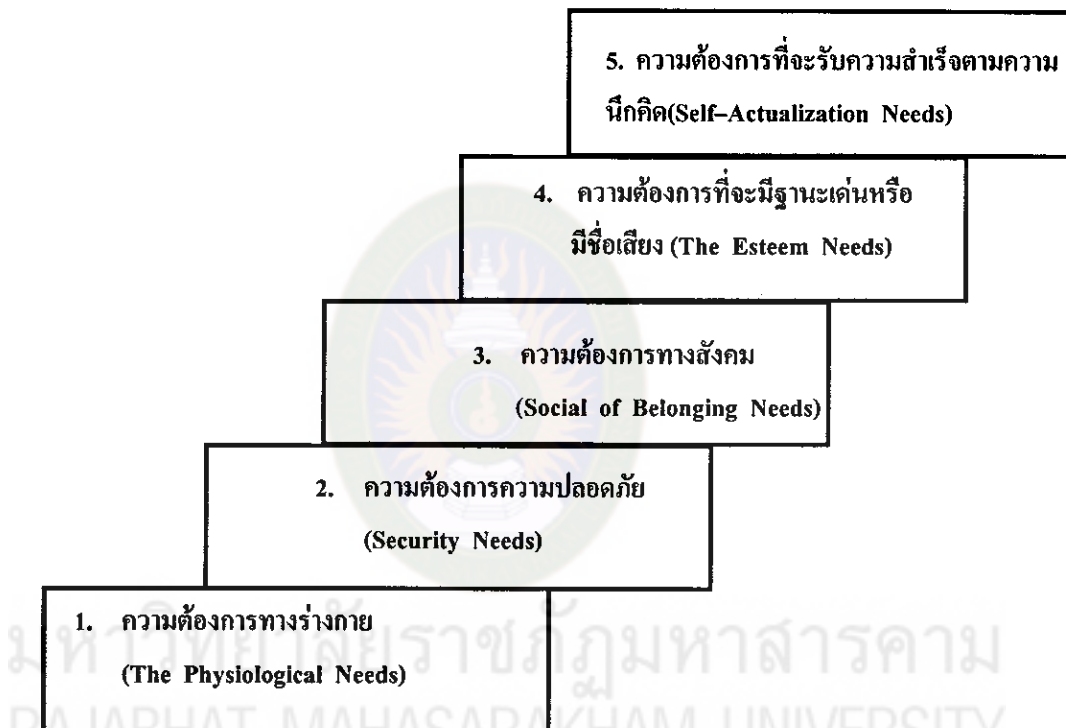 5. ความต้องการที่จะรับความสำเร็จตามความ
นึกคิด(Self–Actualization Needs)
4. ความต้องการที่จะมีฐานะเด่นหรือ
มีชื่อเสียง (The Esteem Needs)
3. ความต้องการทางสังคม
(Social of Belonging Needs)
2. ความต้องการความปลอดภัย
(Security Needs)
1. ความต้องการทางร่างกาย
(The Physiological Needs)
มหาวิทยาลัยราชภัฏมหาสารคาม
RAJABHAT MAHASARAKHAM UNIVERSITY